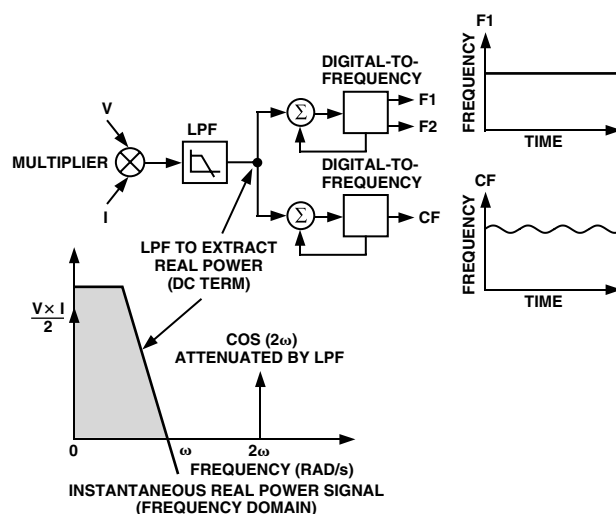 DIGITAL-TO-
FREQUENCY
V
LPF
Σ
F1
F2
MULTIPLIER
I
DIGITAL-TO-
FREQUENCY
Σ
CF
LPF TO EXTRACT
REAL POWER
(DC TERM)
V × I
2
COS (2ω)
ATTENUATED BY LPF
0
ω
2ω
FREQUENCY (RAD/s)
INSTANTANEOUS REAL POWER SIGNAL
(FREQUENCY DOMAIN)
F1
FREQUENCY
TIME
CF
FREQUENCY
TIME